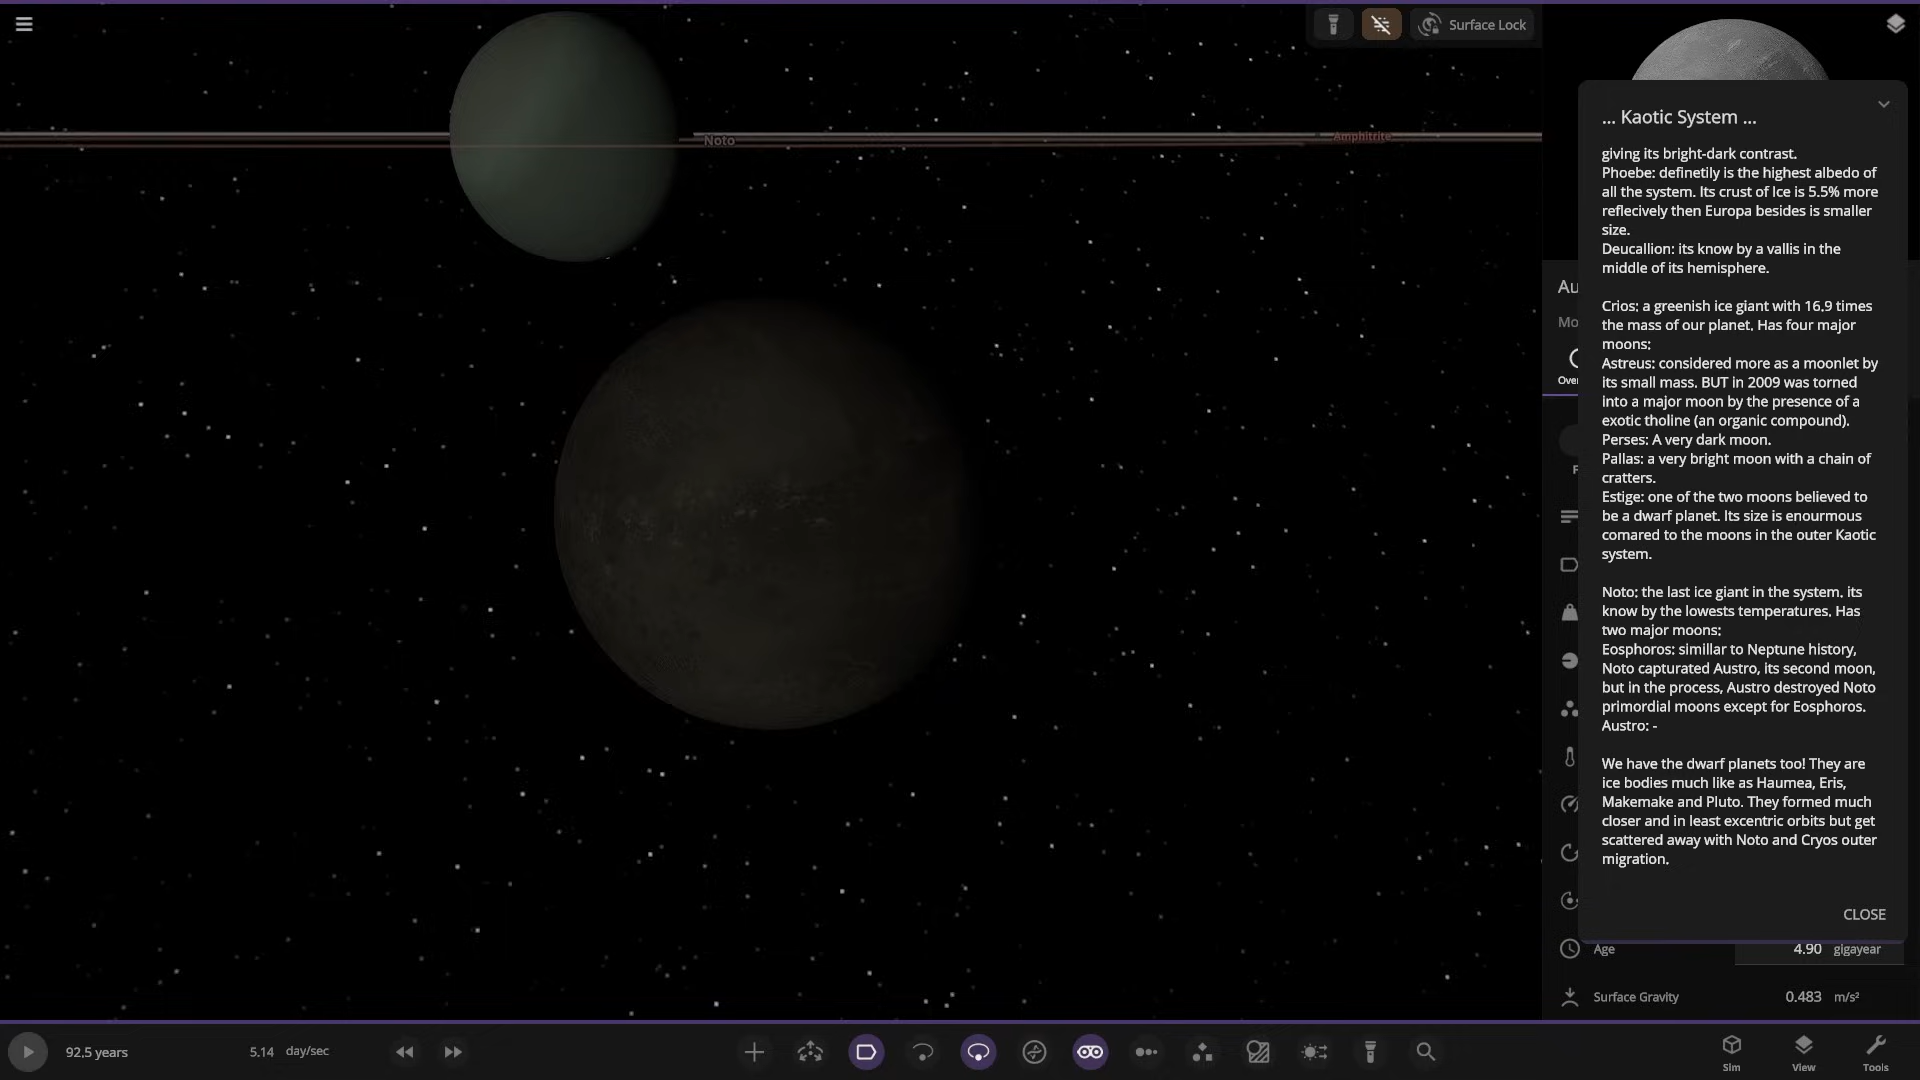 Surface Lock
Noto
Amphitrite
... Kaotic System ...
giving its bright-dark contrast.
Phoebe: definetily is the highest albedo of
all the system. Its crust of Ice is 5.5% more
reflecively then Europa besides is smaller
size.
Deucallion: its know by a vallis in the
middle of its hemisphere.
Crios: a greenish ice giant with 16.9 times
the mass of our planet. Has four major
moons:
Astreus: considered more as a moonlet by
its small mass. BUT in 2009 was torned
into a major moon by the presence of a
exotic tholine (an organic compound).
Perses: A very dark moon.
Pallas: a very bright moon with a chain of
cratters.
Estige: one of the two moons believed to
be a dwarf planet. Its size is enourmous
comared to the moons in the outer Kaotic
system.
Noto: the last ice giant in the system. its
know by the lowests temperatures. Has
two major moons:
Eosphoros: simillar to Neptune history,
Noto capturated Austro, its second moon,
but in the process, Austro destroyed Noto
primordial moons except for Eosphoros.
Austro: -
We have the dwarf planets too! They are
ice bodies much like as Haumea, Eris,
Makemake and Pluto. They formed much
closer and in least excentric orbits but get
scattered away with Noto and Cryos outer
migration.
CLOSE
Au
Mo
Over
Age 4.90 gigayear
Surface Gravity 0.483 m/s²
92.5 years 5.14 day/sec
Sim View Tools